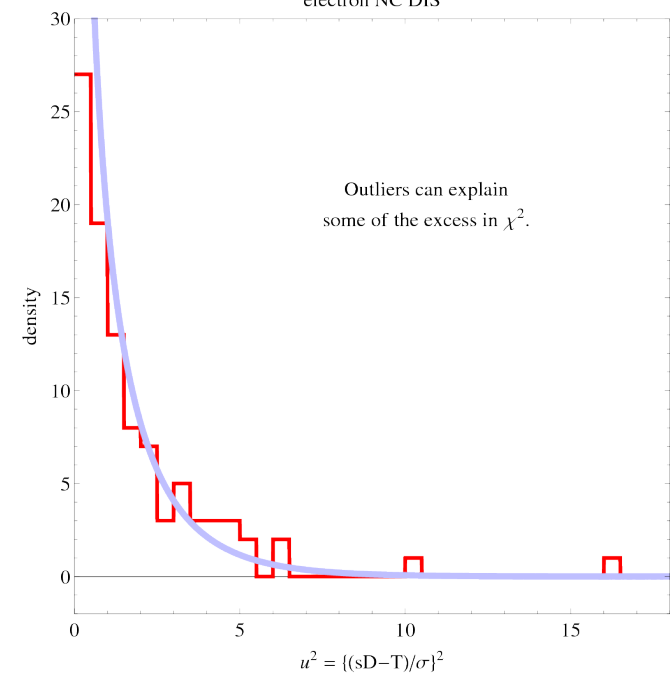 electron NC DIS
30
25
20
15
10
5
0
density
Outliers can explain
some of the excess in χ².
0 5 10 15
u² = {(sD−T)/σ}²